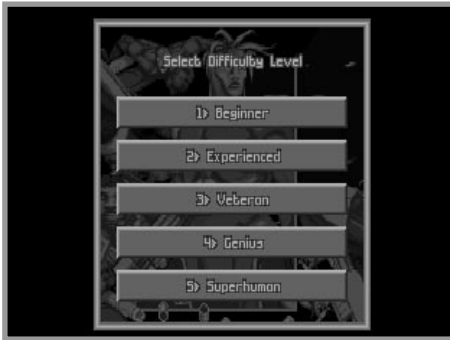 Select Difficulty Level
1> Beginner
2> Experienced
3> Veteran
4> Genius
5> Superhuman